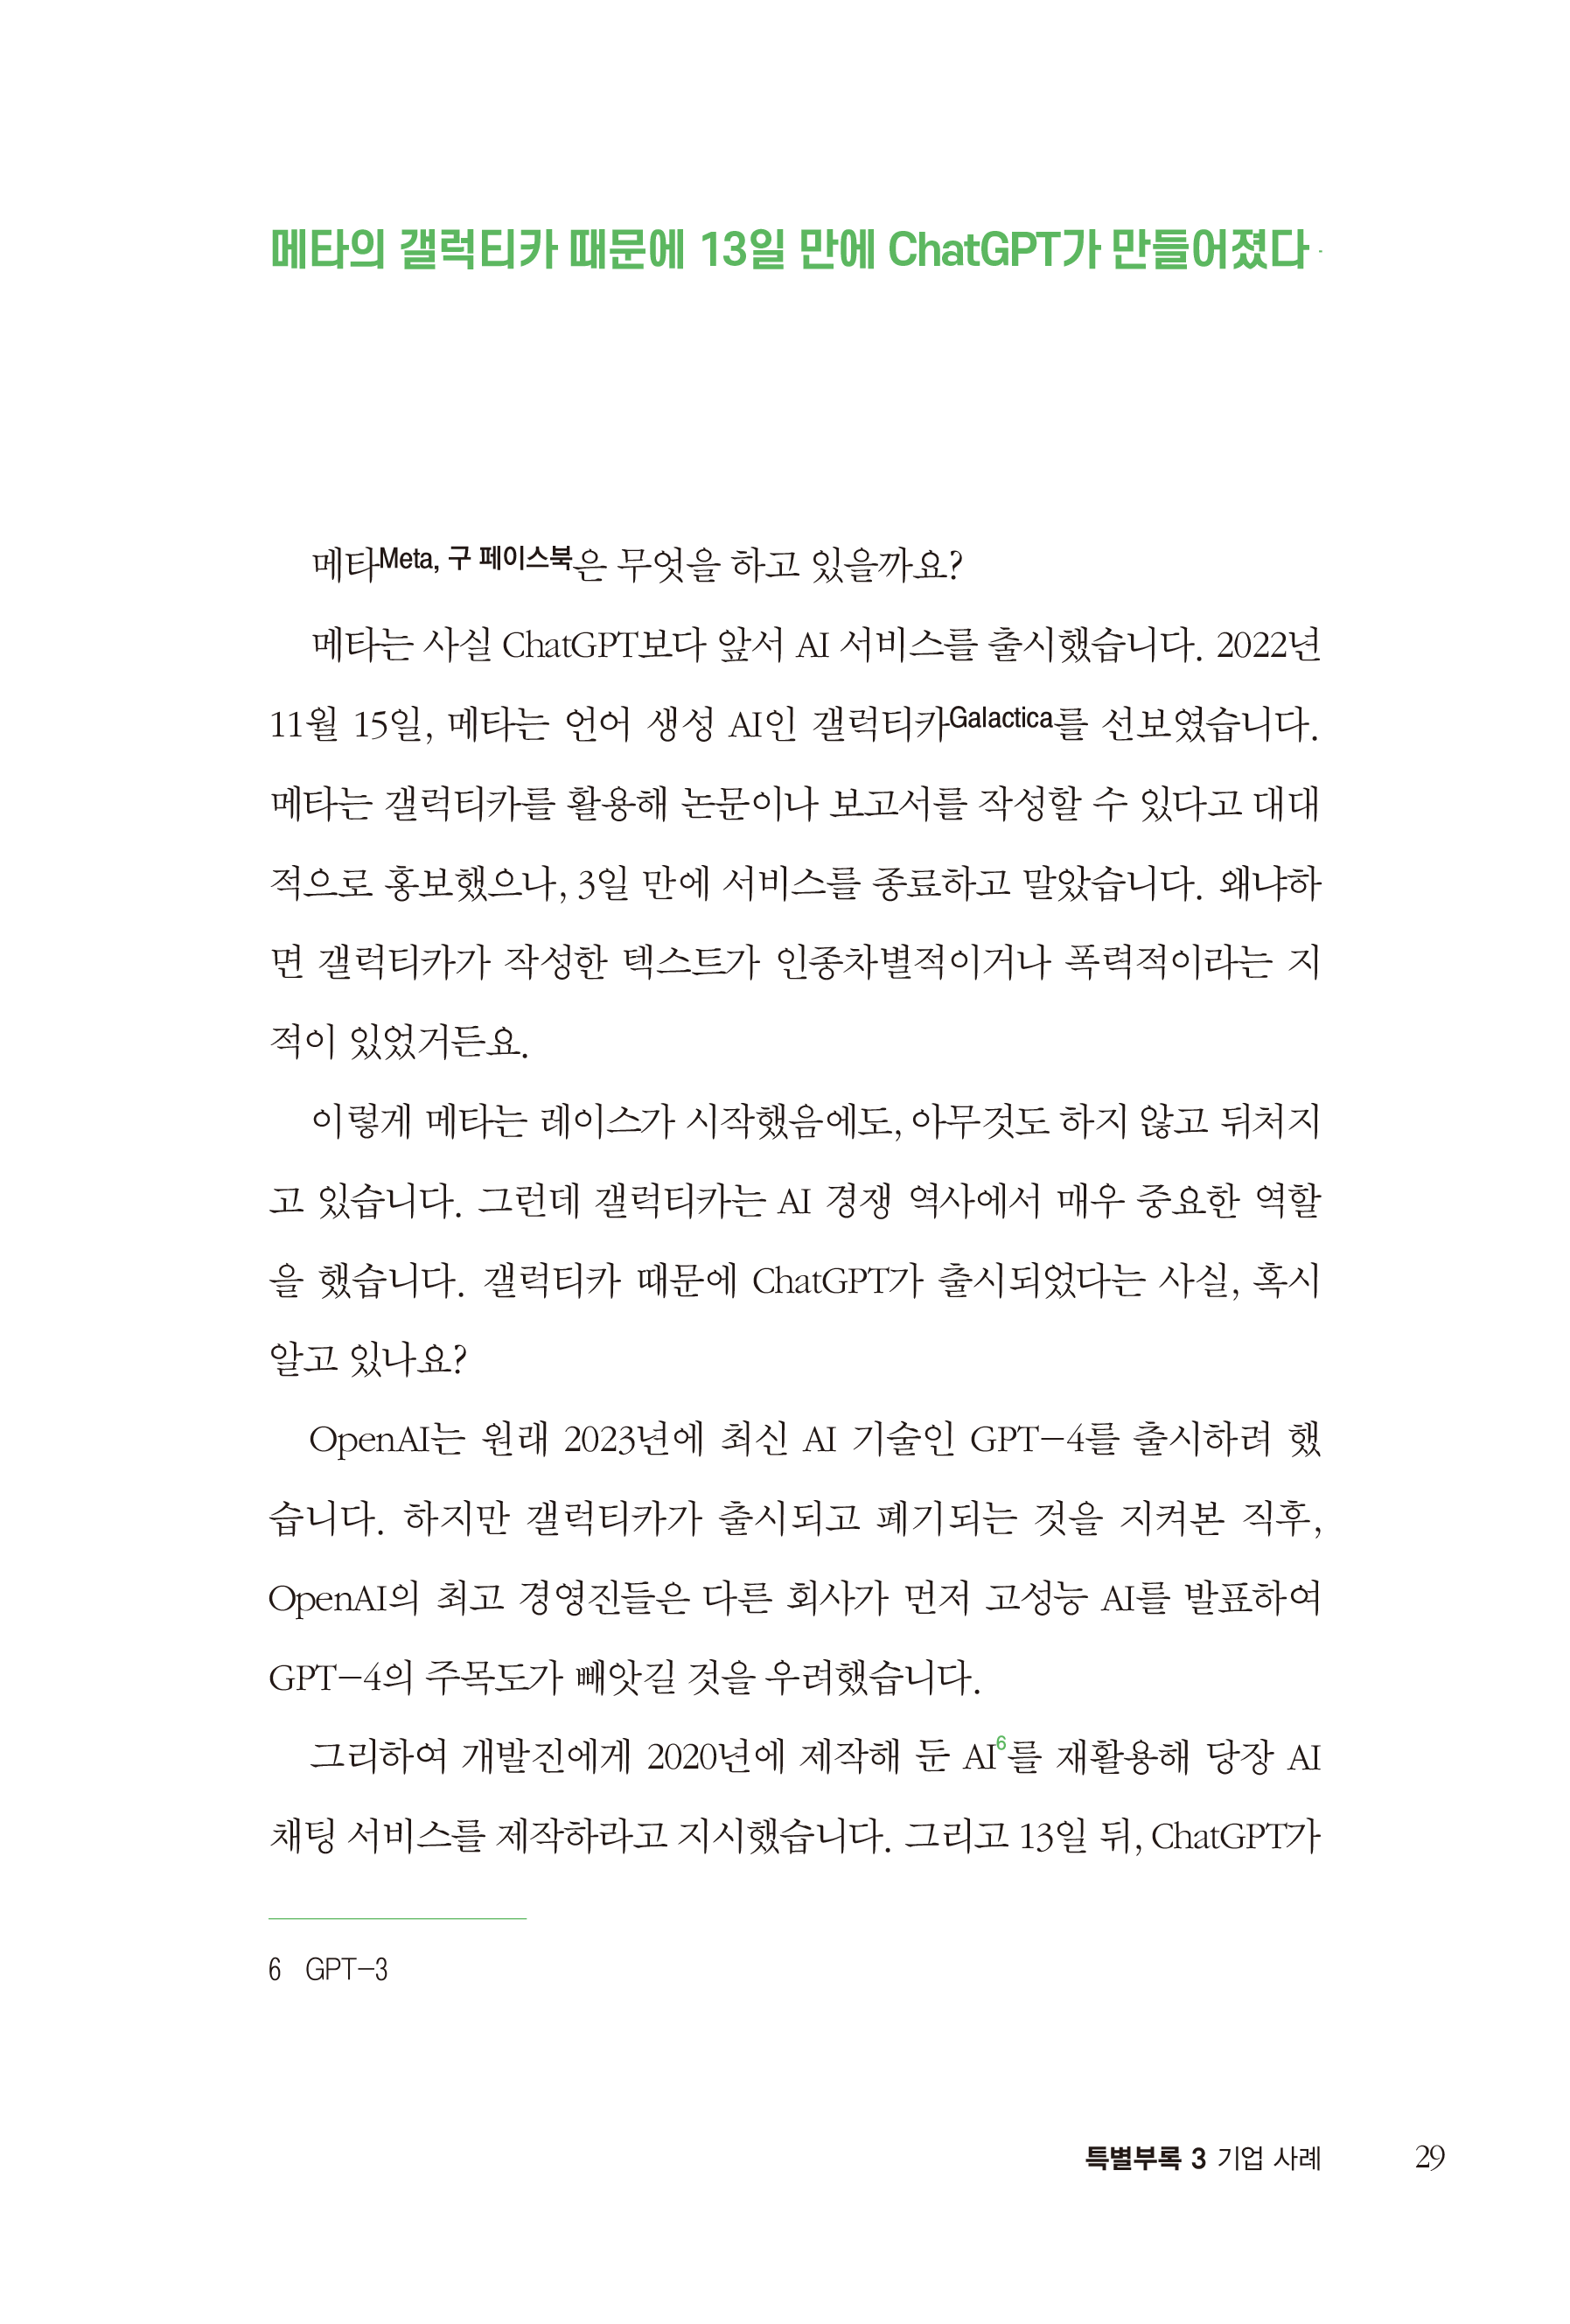 메타의 갤럭티카 때문에 13일 만에 ChatGPT가 만들어졌다
메타Meta, 구 페이스북은 무엇을 하고 있을까요?
메타는 사실 ChatGPT보다 앞서 AI 서비스를 출시했습니다. 2022년
11월 15일, 메타는 언어 생성 AI인 갤럭티카Galactica를 선보였습니다.
메타는 갤럭티카를 활용해 논문이나 보고서를 작성할 수 있다고 대대
적으로 홍보했으나, 3일 만에 서비스를 종료하고 말았습니다. 왜냐하
면 갤럭티카가 작성한 텍스트가 인종차별적이거나 폭력적이라는 지
적이 있었거든요.
이렇게 메타는 레이스가 시작했음에도, 아무것도 하지 않고 뒤처지
고 있습니다. 그런데 갤럭티카는 AI 경쟁 역사에서 매우 중요한 역할
을 했습니다. 갤럭티카 때문에 ChatGPT가 출시되었다는 사실, 혹시
알고 있나요?
OpenAI는 원래 2023년에 최신 AI 기술인 GPT-4를 출시하려 했
습니다. 하지만 갤럭티카가 출시되고 폐기되는 것을 지켜본 직후,
OpenAI의 최고 경영진들은 다른 회사가 먼저 고성능 AI를 발표하여
GPT-4의 주목도가 빼앗길 것을 우려했습니다.
그리하여 개발진에게 2020년에 제작해 둔 AI6를 재활용해 당장 AI
채팅 서비스를 제작하라고 지시했습니다. 그리고 13일 뒤, ChatGPT가
6 GPT-3
특별부록 3 기업 사례 29